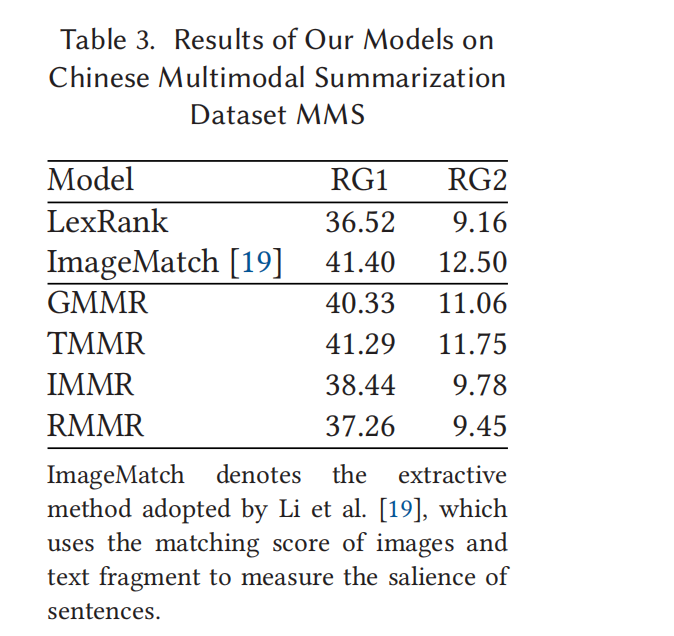 Table 3. Results of Our Models on
Chinese Multimodal Summarization
Dataset MMS
Model RG1 RG2
LexRank 36.52 9.16
ImageMatch [19] 41.40 12.50
GMMR 40.33 11.06
TMMR 41.29 11.75
IMMR 38.44 9.78
RMMR 37.26 9.45
ImageMatch denotes the extractive
method adopted by Li et al. [19], which
uses the matching score of images and
text fragment to measure the salience of
sentences.